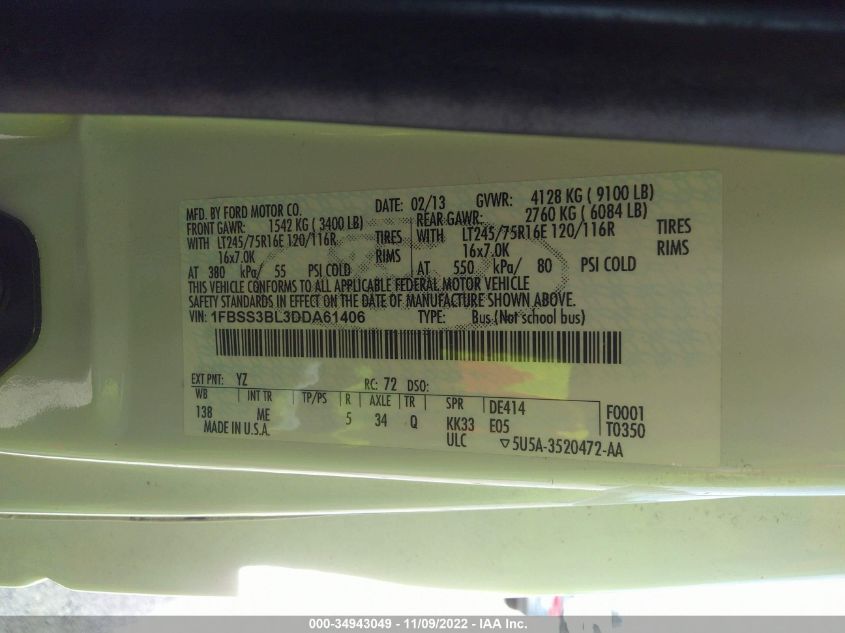 MFD. BY FORD MOTOR CO. DATE: 02/13 GVWR: 4128 KG ( 9100 LB)
FRONT GAWR: 1542 KG ( 3400 LB) REAR GAWR: 2760 KG ( 6084 LB)
WITH LT245/75R16E 120/116R TIRES WITH LT245/75R16E 120/116R TIRES
16x7.0K RIMS 16x7.0K RIMS
AT 380 kPa/ 55 PSI COLD AT 550 kPa/ 80 PSI COLD
THIS VEHICLE CONFORMS TO ALL APPLICABLE FEDERAL MOTOR VEHICLE
SAFETY STANDARDS IN EFFECT ON THE DATE OF MANUFACTURE SHOWN ABOVE.
VIN: 1FBSS3BL3DDA61406 TYPE: Bus (Not school bus)
EXT PNT: YZ RC: 72 DSO:
WB INT TR TP/PS R AXLE TR SPR DE414 F0001
138 ME 5 34 Q KK33 E05 T0350
MADE IN U.S.A. ULC ▽5U5A-3520472-AA
000-34943049 - 11/09/2022 - IAA Inc.